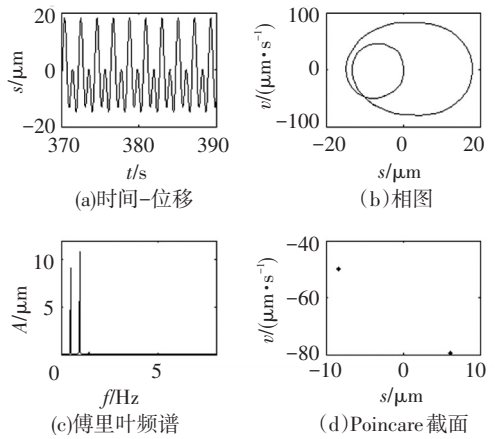 20
0
-20
s/μm
370
380
390
t/s
(a)时间-位移
100
0
-100
v/(μm·s⁻¹)
-20
0
20
s/μm
(b)相图
10
5
0
A/μm
5
f/Hz
(c)傅里叶频谱
-40
-60
-80
v/(μm·s⁻¹)
-10
0
10
s/μm
(d)Poincare截面